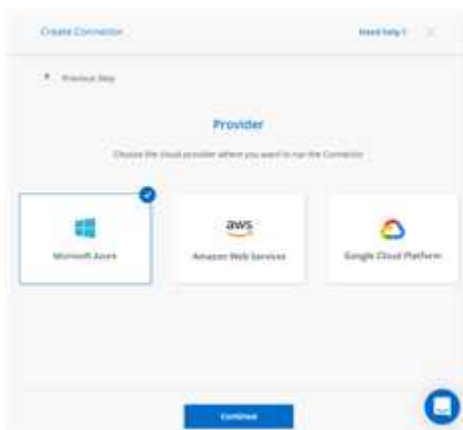 Create Connector
Need help?
Previous Step
Provider
Choose the cloud provider where you want to run the Connector
aws
Microsoft Azure
Amazon Web Services
Google Cloud Platform
Continue